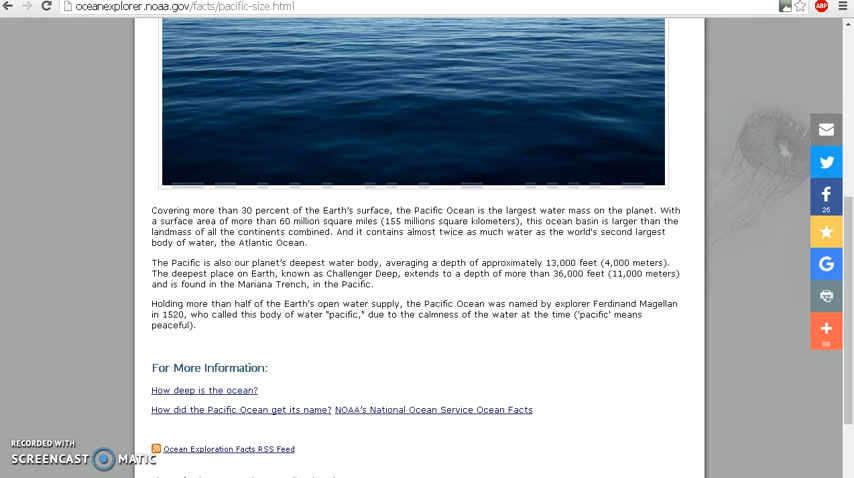 oceanexplorer.noaa.gov/facts/pacific-size.html
ABP
Covering more than 30 percent of the Earth's surface, the Pacific Ocean is the largest water mass on the planet. With
a surface area of more than 60 million square miles (155 millions square kilometers), this ocean basin is larger than the
landmass of all the continents combined. And it contains almost twice as much water as the world's second largest
body of water, the Atlantic Ocean.
The Pacific is also our planet's deepest water body, averaging a depth of approximately 13,000 feet (4,000 meters).
The deepest place on Earth, known as Challenger Deep, extends to a depth of more than 36,000 feet (11,000 meters)
and is found in the Mariana Trench, in the Pacific.
Holding more than half of the Earth's open water supply, the Pacific Ocean was named by explorer Ferdinand Magellan
in 1520, who called this body of water "pacific," due to the calmness of the water at the time ('pacific' means
peaceful).
For More Information:
How deep is the ocean?
How did the Pacific Ocean get its name? NOAA's National Ocean Service Ocean Facts
Ocean Exploration Facts RSS Feed
25
RECORDED WITH
SCREENCAST MATIC